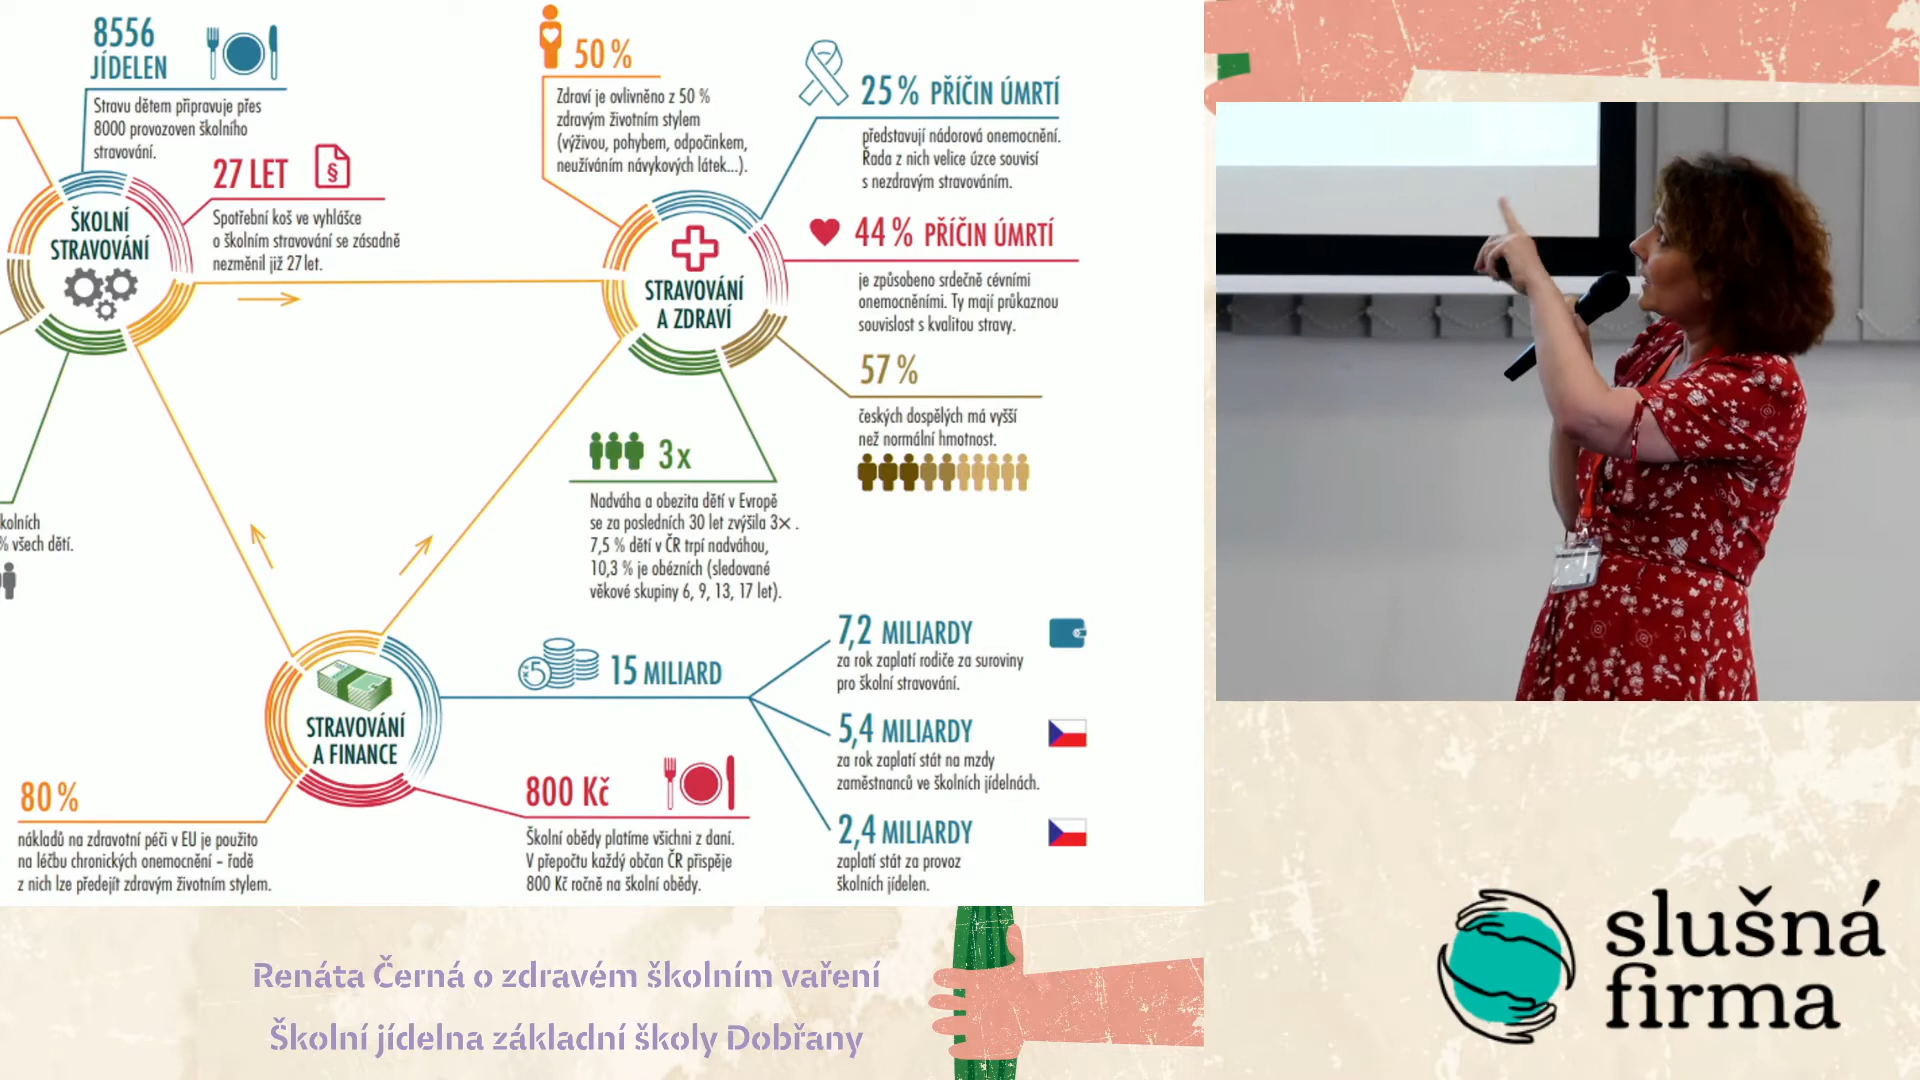 8556
JÍDELEN
Stravu dětem připravuje přes
8000 provozoven školního
stravování.
27 LET
§
Spotřební koš ve vyhlášce
o školním stravování se zásadně
nezměnil již 27 let.
ŠKOLNÍ
STRAVOVÁNÍ
kolních
% všech dětí.
50 %
Zdraví je ovlivněno z 50 %
zdravým životním stylem
(výživou, pohybem, odpočinkem,
neužíváním návykových látek...).
25 % PŘÍČIN ÚMRTÍ
představují nádorová onemocnění.
Řada z nich velice úzce souvisí
s nezdravým stravováním.
44 % PŘÍČIN ÚMRTÍ
je způsobeno srdečně cévními
onemocněními. Ty mají průkaznou
souvislost s kvalitou stravy.
STRAVOVÁNÍ
A ZDRAVÍ
57 %
českých dospělých má vyšší
než normální hmotnost.
3x
Nadváha a obezita dětí v Evropě
se za posledních 30 let zvýšila 3× .
7,5 % dětí v ČR trpí nadváhou,
10,3 % je obézních (sledované
věkové skupiny 6, 9, 13, 17 let).
STRAVOVÁNÍ
A FINANCE
15 MILIARD
7,2 MILIARDY
za rok zaplatí rodiče za suroviny
pro školní stravování.
5,4 MILIARDY
za rok zaplatí stát na mzdy
zaměstnanců ve školních jídelnách.
2,4 MILIARDY
zaplatí stát za provoz
školních jídelen.
80 %
nákladů na zdravotní péči v EU je použito
na léčbu chronických onemocnění – řadě
z nich lze předejít zdravým životním stylem.
800 Kč
Školní obědy platíme všichni z daní.
V přepočtu každý občan ČR přispěje
800 Kč ročně na školní obědy.
Renáta Černá o zdravém školním vaření
Školní jídelna základní školy Dobřany
slušná
firma